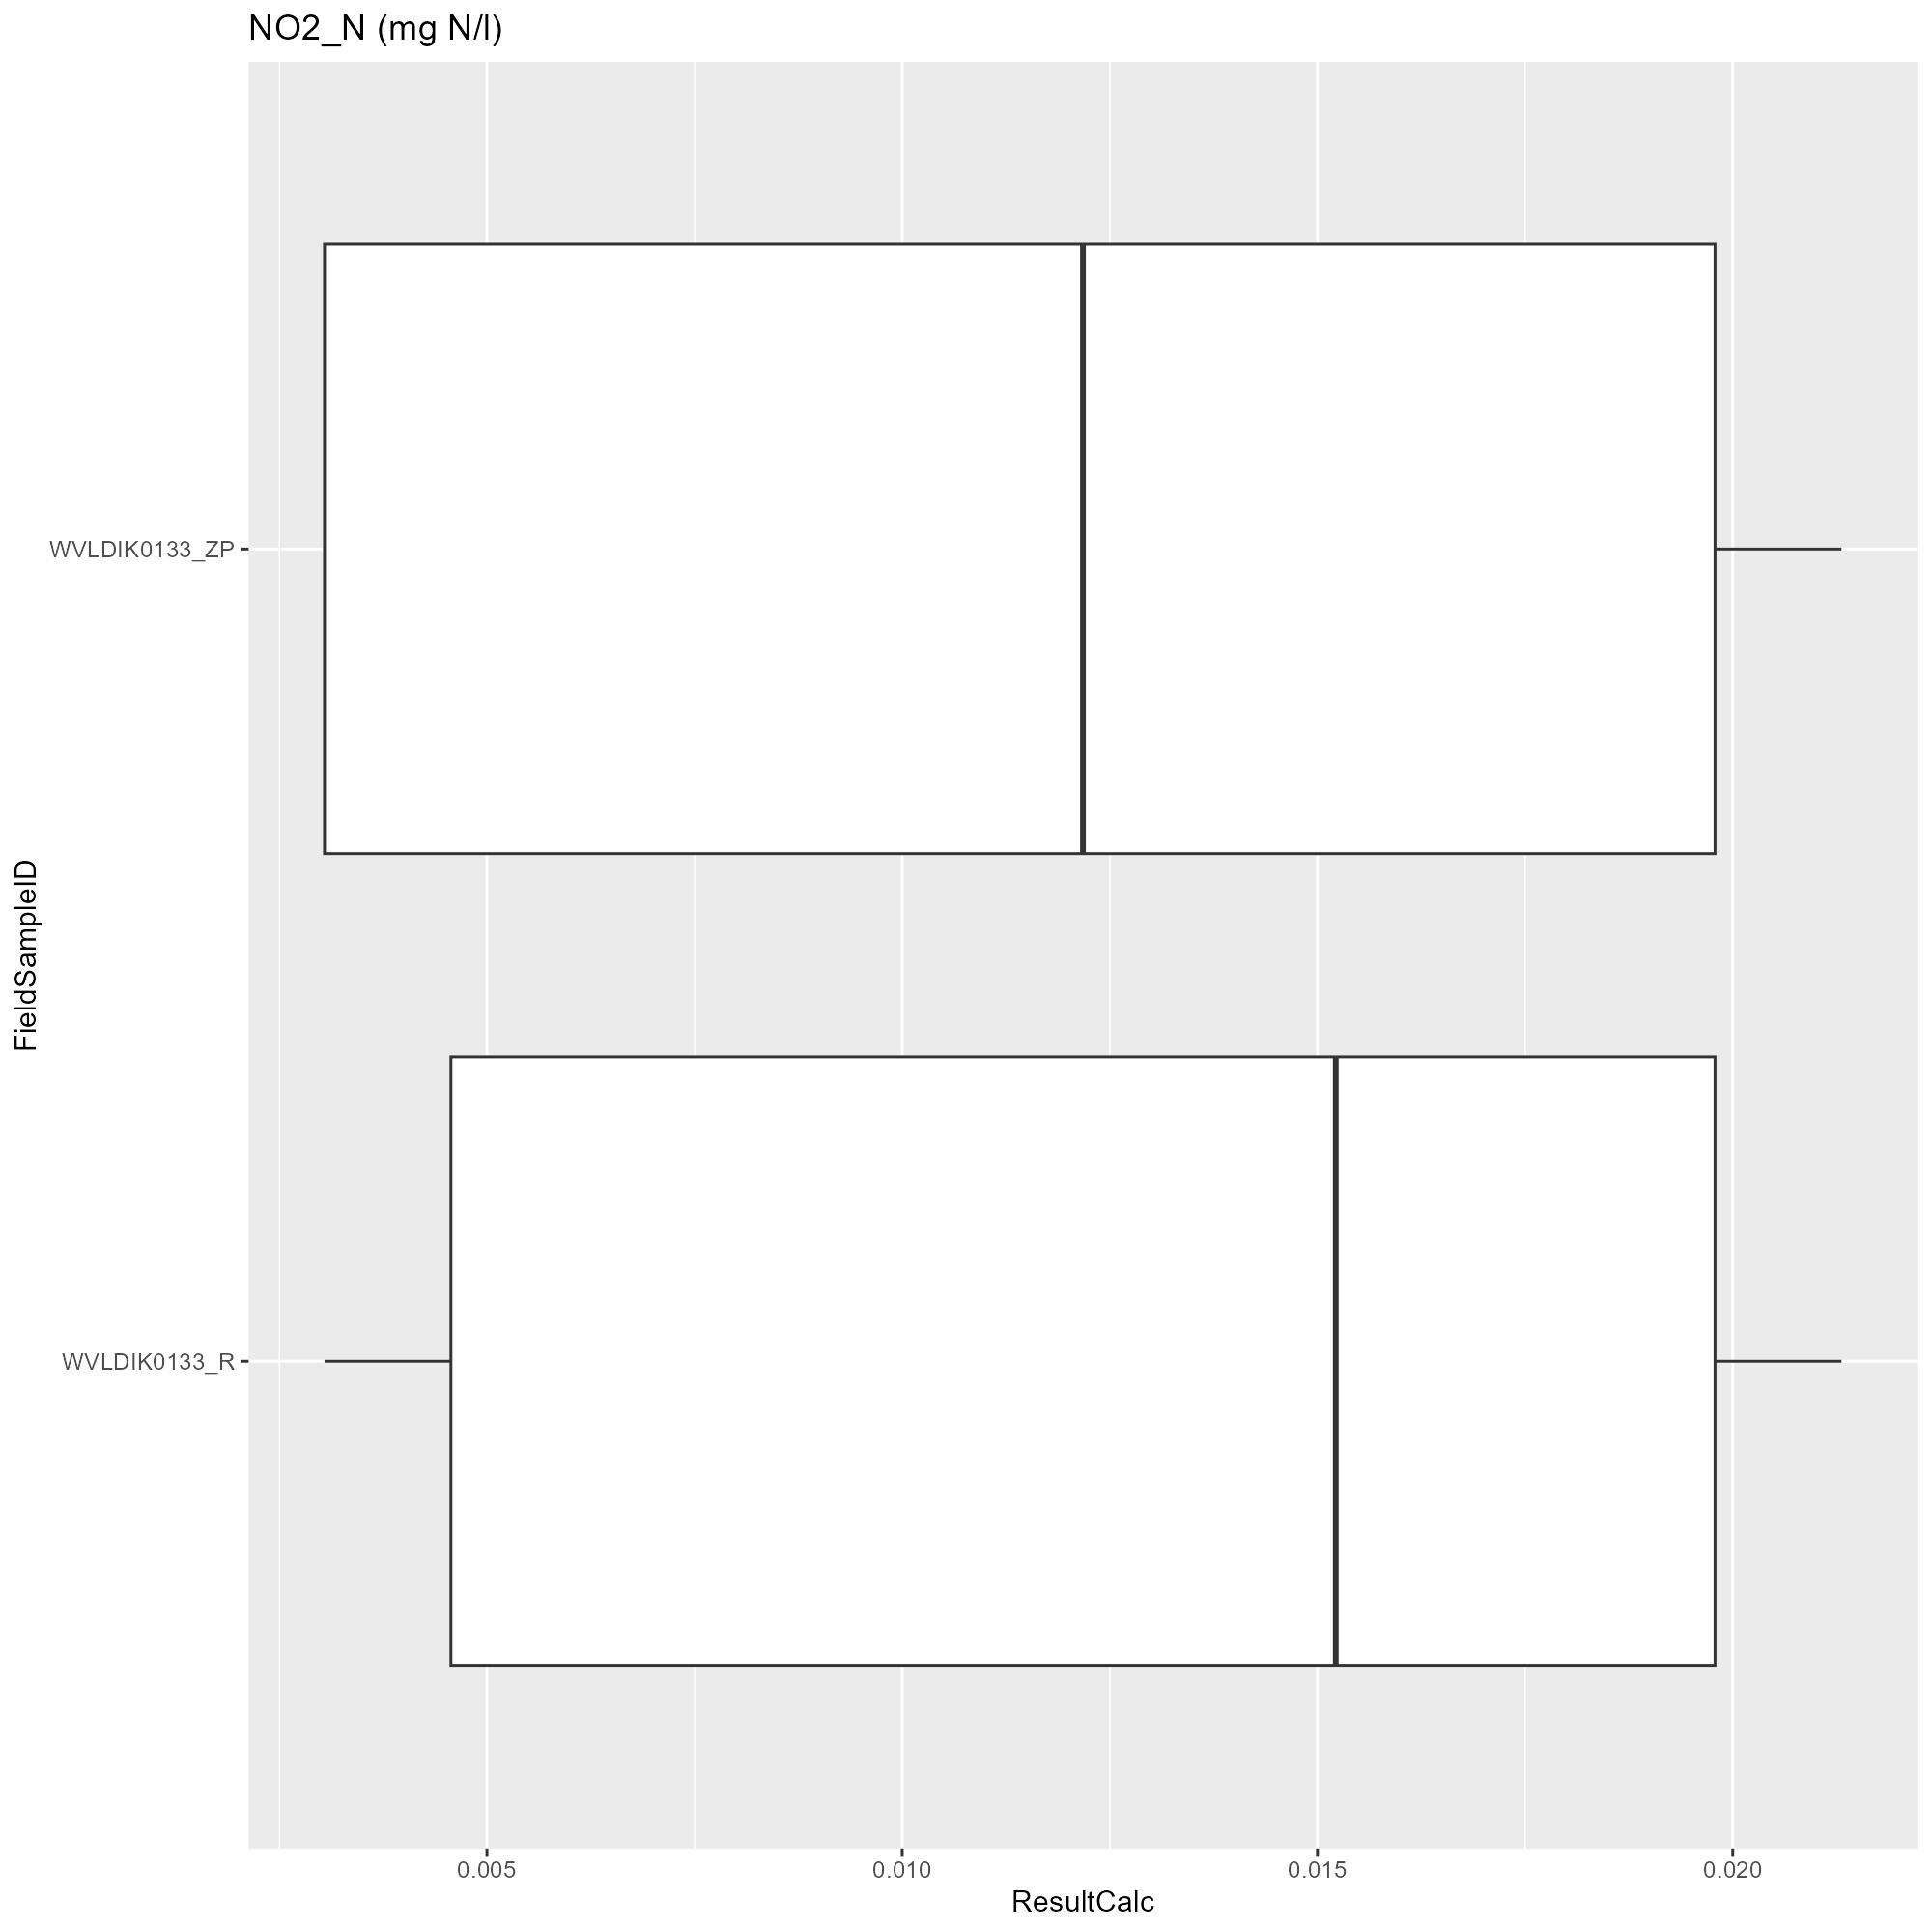 NO2_N (mg N/l)
FieldSampleID
WVLDIK0133_ZP
WVLDIK0133_R
0.005 0.010 0.015 0.020
ResultCalc